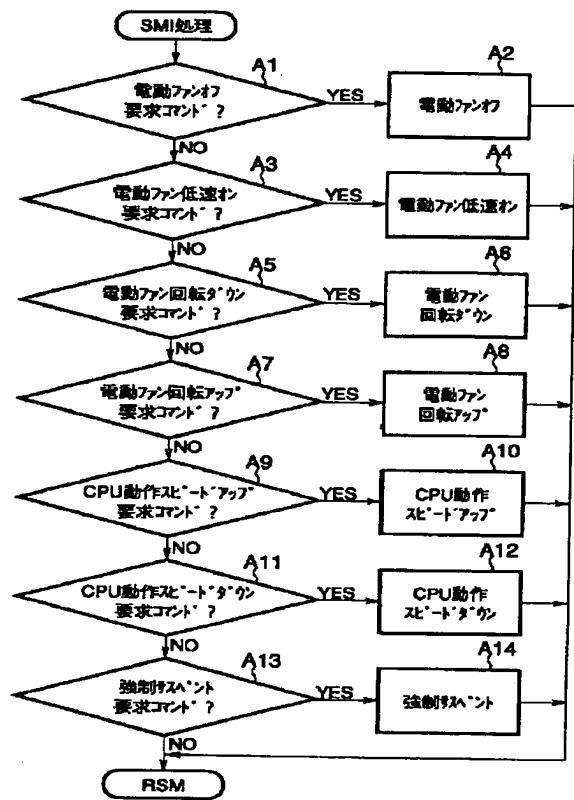 SMI処理
A1
電動ファンオフ
要求コマンド?
YES
A2
電動ファンオフ
NO
A3
電動ファン低速オン
要求コマンド?
YES
A4
電動ファン低速オン
NO
A5
電動ファン回転ダウン
要求コマンド?
YES
A6
電動ファン
回転ダウン
NO
A7
電動ファン回転アップ
要求コマンド?
YES
A8
電動ファン
回転アップ
NO
A9
CPU動作スピードアップ
要求コマンド?
YES
A10
CPU動作
スピードアップ
NO
A11
CPU動作スピードダウン
要求コマンド?
YES
A12
CPU動作
スピードダウン
NO
A13
強制サスペンド
要求コマンド?
YES
A14
強制サスペンド
NO
RSM